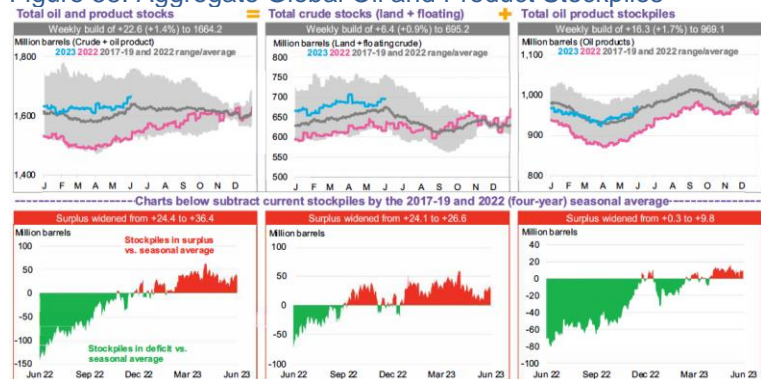 Figure 35: Aggregate Global Oil and Product Stockpiles
Total oil and product stocks = Total crude stocks (land + floating) + Total oil product stockpiles
Weekly build of +22.6 (+1.4%) to 1664.2
Million barrels (Crude + oil product)
2023 2022 2017-19 and 2022 range/average
1,800
1,600
1,400
J F M A M J J A S O N D
Weekly build of +6.4 (+0.9%) to 695.2
Million barrels (Land + floating crude)
2023 2022 2017-19 and 2022 range/average
800
750
700
650
600
550
500
J F M A M J J A S O N D
Weekly build of +16.3 (+1.7%) to 969.1
Million barrels (Oil products)
2023 2022 2017-19 and 2022 range/average
1,100
1,000
900
800
J F M A M J J A S O N D
Charts below subtract current stockpiles by the 2017-19 and 2022 (four-year) seasonal average
Surplus widened from +24.4 to +36.4
Million barrels
100
50
0
-50
-100
-150
Stockpiles in surplus
vs. seasonal average
Stockpiles in deficit vs.
seasonal average
Jun 22 Sep 22 Dec 22 Mar 23 Jun 23
Surplus widened from +24.1 to +26.6
Million barrels
100
50
0
-50
-100
Jun 22 Sep 22 Dec 22 Mar 23 Jun 23
Surplus widened from +0.3 to +9.8
Million barrels
40
20
0
-20
-40
-60
-80
-100
Jun 22 Sep 22 Dec 22 Mar 23 Jun 23